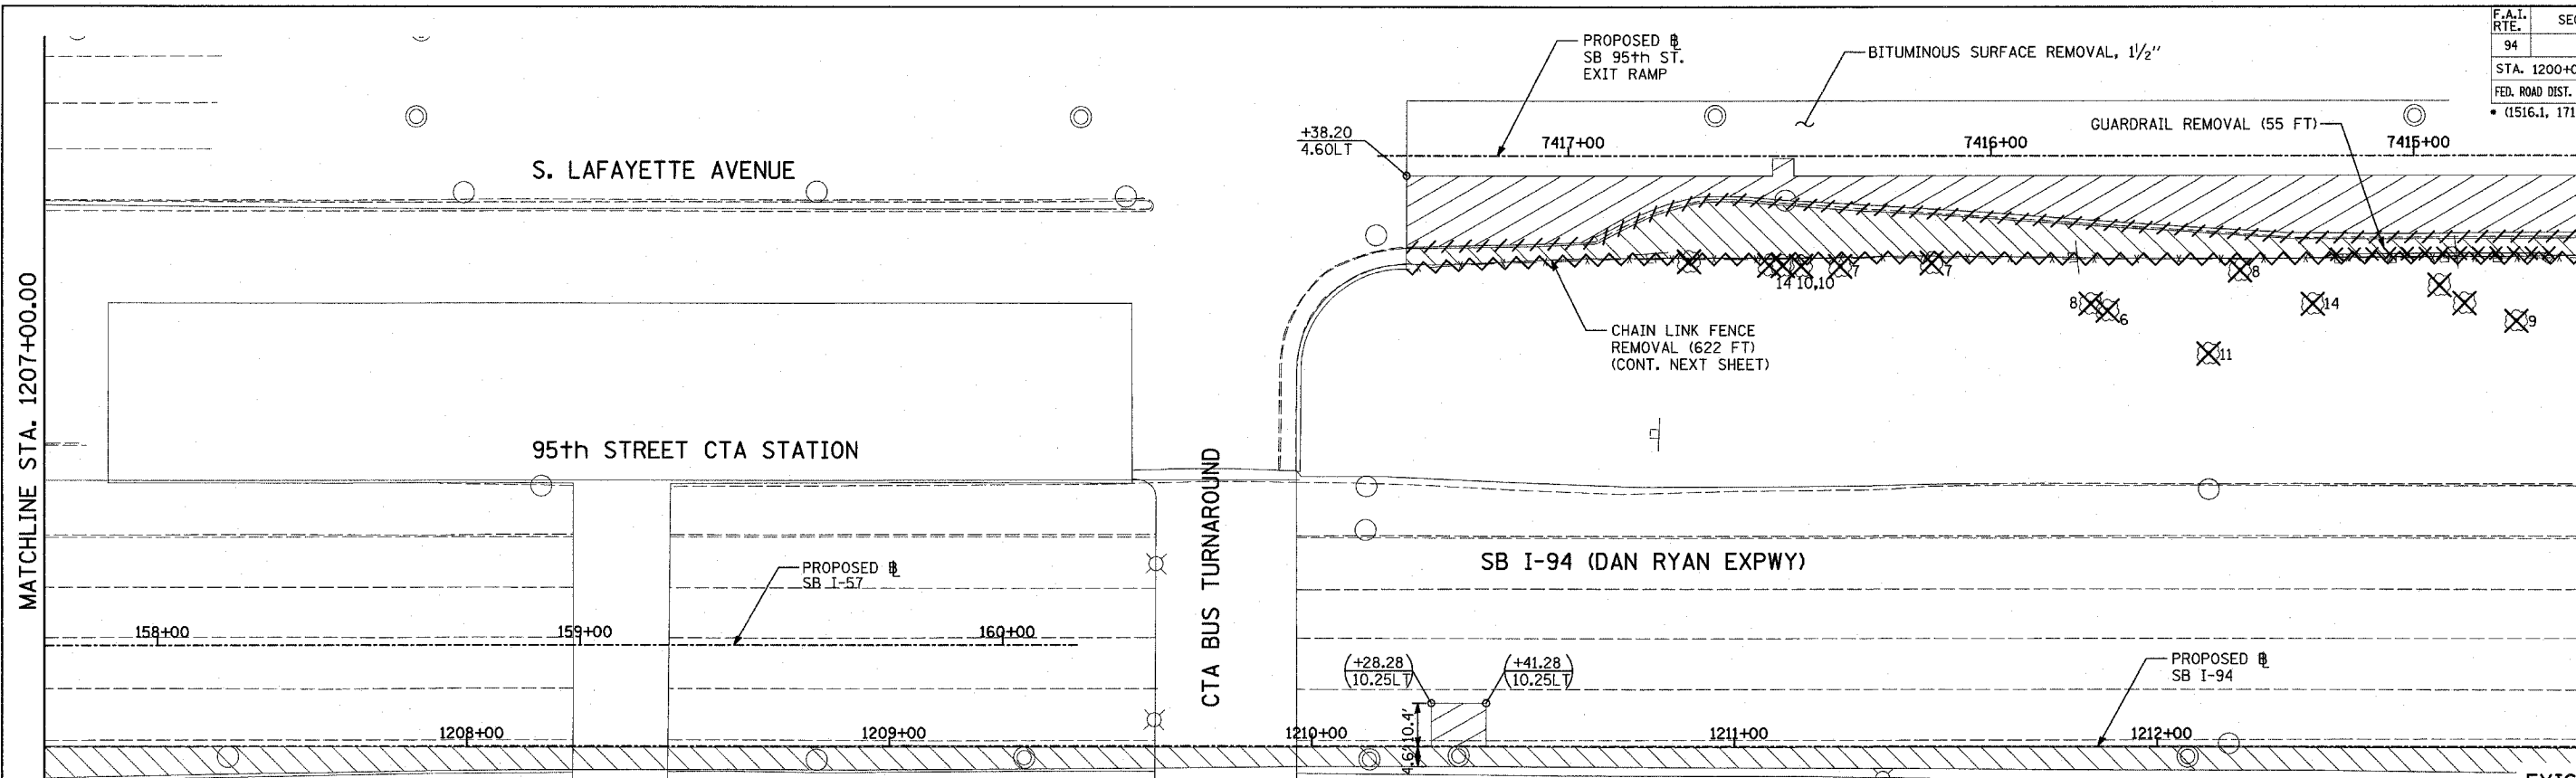 F.A.I.
RTE.
94
STA. 1200+0
FED. ROAD DIST.
• (1516.1, 171
PROPOSED ℄
SB 95th ST.
EXIT RAMP
BITUMINOUS SURFACE REMOVAL, 1 1/2"
GUARDRAIL REMOVAL (55 FT)
+38.20
4.60LT
7417+00
7416+00
7415+00
S. LAFAYETTE AVENUE
14 10,10
7
7
8
6
8
14
11
9
CHAIN LINK FENCE
REMOVAL (622 FT)
(CONT. NEXT SHEET)
MATCHLINE STA. 1207+00.00
95th STREET CTA STATION
CTA BUS TURNAROUND
SB I-94 (DAN RYAN EXPWY)
PROPOSED ℄
SB I-57
158+00
159+00
160+00
(+28.28)
(10.25LT)
(+41.28)
(10.25LT)
10.4'
4.6'
PROPOSED ℄
SB I-94
1208+00
1209+00
1210+00
1211+00
1212+00